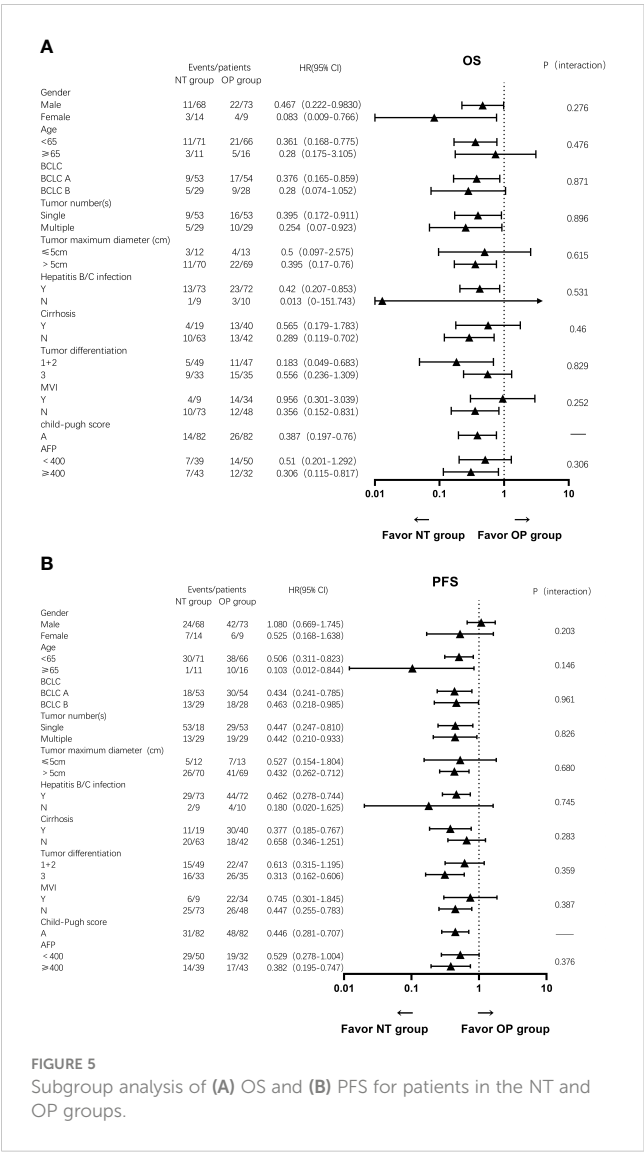 A
Events/patients HR(95% CI) OS P (interaction)
NT group OP group
Gender
Male 11/68 22/73 0.467 (0.222-0.9830) 0.276
Female 3/14 4/9 0.083 (0.009-0.766)
Age
<65 11/71 21/66 0.361 (0.168-0.775) 0.476
≥65 3/11 5/16 0.28 (0.175-3.105)
BCLC
BCLC A 9/53 17/54 0.376 (0.165-0.859) 0.871
BCLC B 5/29 9/28 0.28 (0.074-1.052)
Tumor number(s)
Single 9/53 16/53 0.395 (0.172-0.911) 0.896
Multiple 5/29 10/29 0.254 (0.07-0.923)
Tumor maximum diameter (cm)
≤5cm 3/12 4/13 0.5 (0.097-2.575) 0.615
> 5cm 11/70 22/69 0.395 (0.17-0.76)
Hepatitis B/C infection
Y 13/73 23/72 0.42 (0.207-0.853) 0.531
N 1/9 3/10 0.013 (0-151.743)
Cirrhosis
Y 4/19 13/40 0.565 (0.179-1.783) 0.46
N 10/63 13/42 0.289 (0.119-0.702)
Tumor differentiation
1+2 5/49 11/47 0.183 (0.049-0.683) 0.829
3 9/33 15/35 0.556 (0.236-1.309)
MVI
Y 4/9 14/34 0.956 (0.301-3.039) 0.252
N 10/73 12/48 0.356 (0.152-0.831)
child-pugh score
A 14/82 26/82 0.387 (0.197-0.76) —
AFP
< 400 7/39 14/50 0.51 (0.201-1.292) 0.306
≥400 7/43 12/32 0.306 (0.115-0.817)
0.01 0.1 1 10
← →
Favor NT group Favor OP group
B
Events/patients HR(95% CI) PFS P (interaction)
NT group OP group
Gender
Male 24/68 42/73 1.080 (0.669-1.745) 0.203
Female 7/14 6/9 0.525 (0.168-1.638)
Age
<65 30/71 38/66 0.506 (0.311-0.823) 0.146
≥65 1/11 10/16 0.103 (0.012-0.844)
BCLC
BCLC A 18/53 30/54 0.434 (0.241-0.785) 0.961
BCLC B 13/29 18/28 0.463 (0.218-0.985)
Tumor number(s)
Single 53/18 29/53 0.447 (0.247-0.810) 0.826
Multiple 13/29 19/29 0.442 (0.210-0.933)
Tumor maximum diameter (cm)
≤5cm 5/12 7/13 0.527 (0.154-1.804) 0.680
> 5cm 26/70 41/69 0.432 (0.262-0.712)
Hepatitis B/C infection
Y 29/73 44/72 0.462 (0.278-0.744) 0.745
N 2/9 4/10 0.180 (0.020-1.625)
Cirrhosis
Y 11/19 30/40 0.377 (0.185-0.767) 0.283
N 20/63 18/42 0.658 (0.346-1.251)
Tumor differentiation
1+2 15/49 22/47 0.613 (0.315-1.195) 0.359
3 16/33 26/35 0.313 (0.162-0.606)
MVI
Y 6/9 22/34 0.745 (0.301-1.845) 0.387
N 25/73 26/48 0.447 (0.255-0.783)
Child-Pugh score
A 31/82 48/82 0.446 (0.281-0.707) —
AFP
< 400 29/50 19/32 0.529 (0.278-1.004) 0.376
≥400 14/39 17/43 0.382 (0.195-0.747)
0.01 0.1 1 10
← →
Favor NT group Favor OP group
FIGURE 5
Subgroup analysis of (A) OS and (B) PFS for patients in the NT and
OP groups.